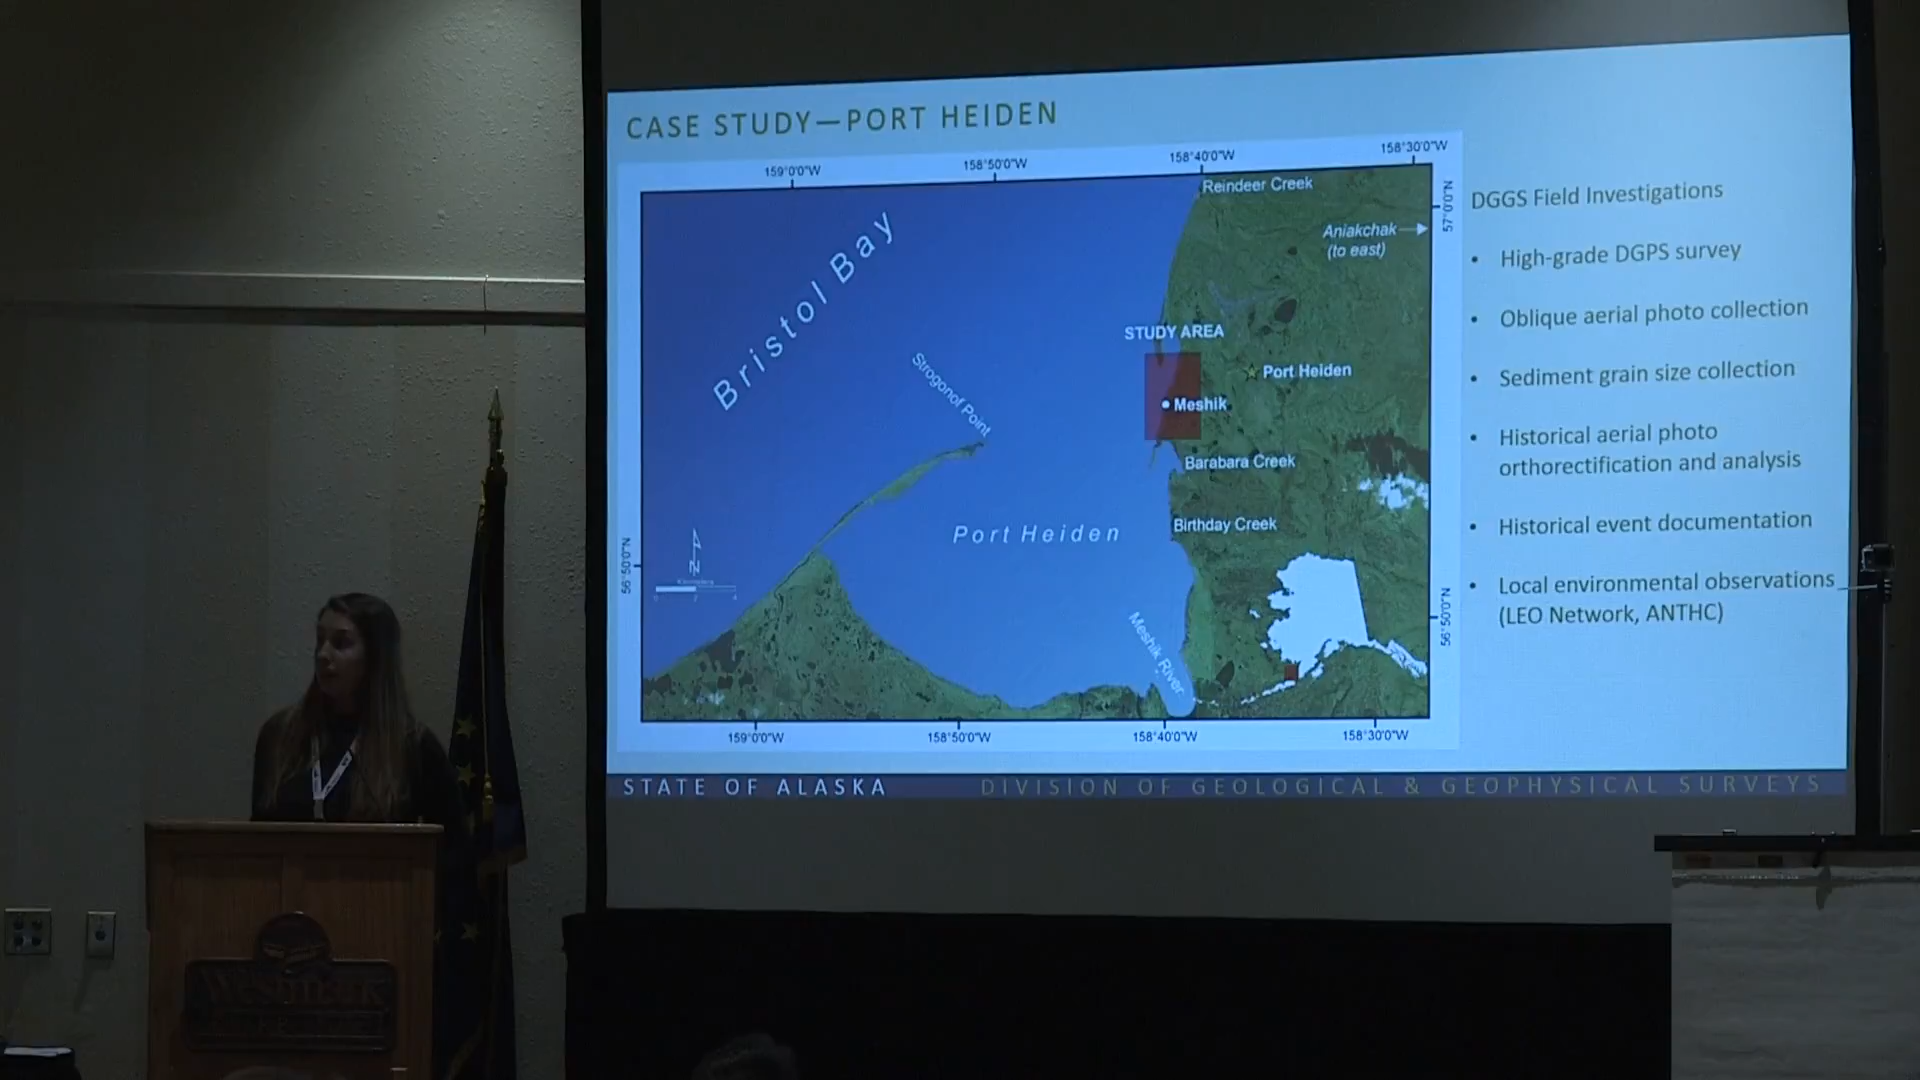 CASE STUDY—PORT HEIDEN
159°0'0"W
158°50'0"W
158°40'0"W
158°30'0"W
Reindeer Creek
57°0'0"N
Aniakchak
(to east)
Bristol Bay
STUDY AREA
Strogonof Point
Port Heiden
Meshik
Barabara Creek
Birthday Creek
Port Heiden
N
Kilometers
0 2 4
56°50'0"N
56°50'0"N
Meshik River
159°0'0"W
158°50'0"W
158°40'0"W
158°30'0"W
DGGS Field Investigations
• High-grade DGPS survey
• Oblique aerial photo collection
• Sediment grain size collection
• Historical aerial photo
orthorectification and analysis
• Historical event documentation
• Local environmental observations
(LEO Network, ANTHC)
STATE OF ALASKA
DIVISION OF GEOLOGICAL & GEOPHYSICAL SURVEYS
Westmark